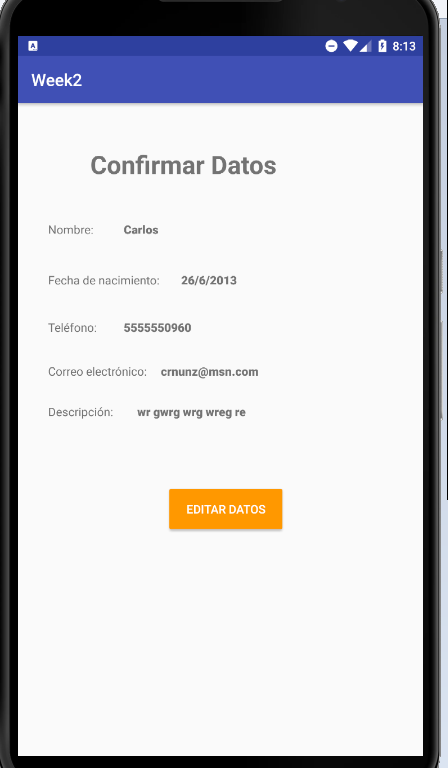 8:13
Week2
Confirmar Datos
Nombre: Carlos
Fecha de nacimiento: 26/6/2013
Teléfono: 5555550960
Correo electrónico: crnunz@msn.com
Descripción: wr gwrg wrg wreg re
EDITAR DATOS